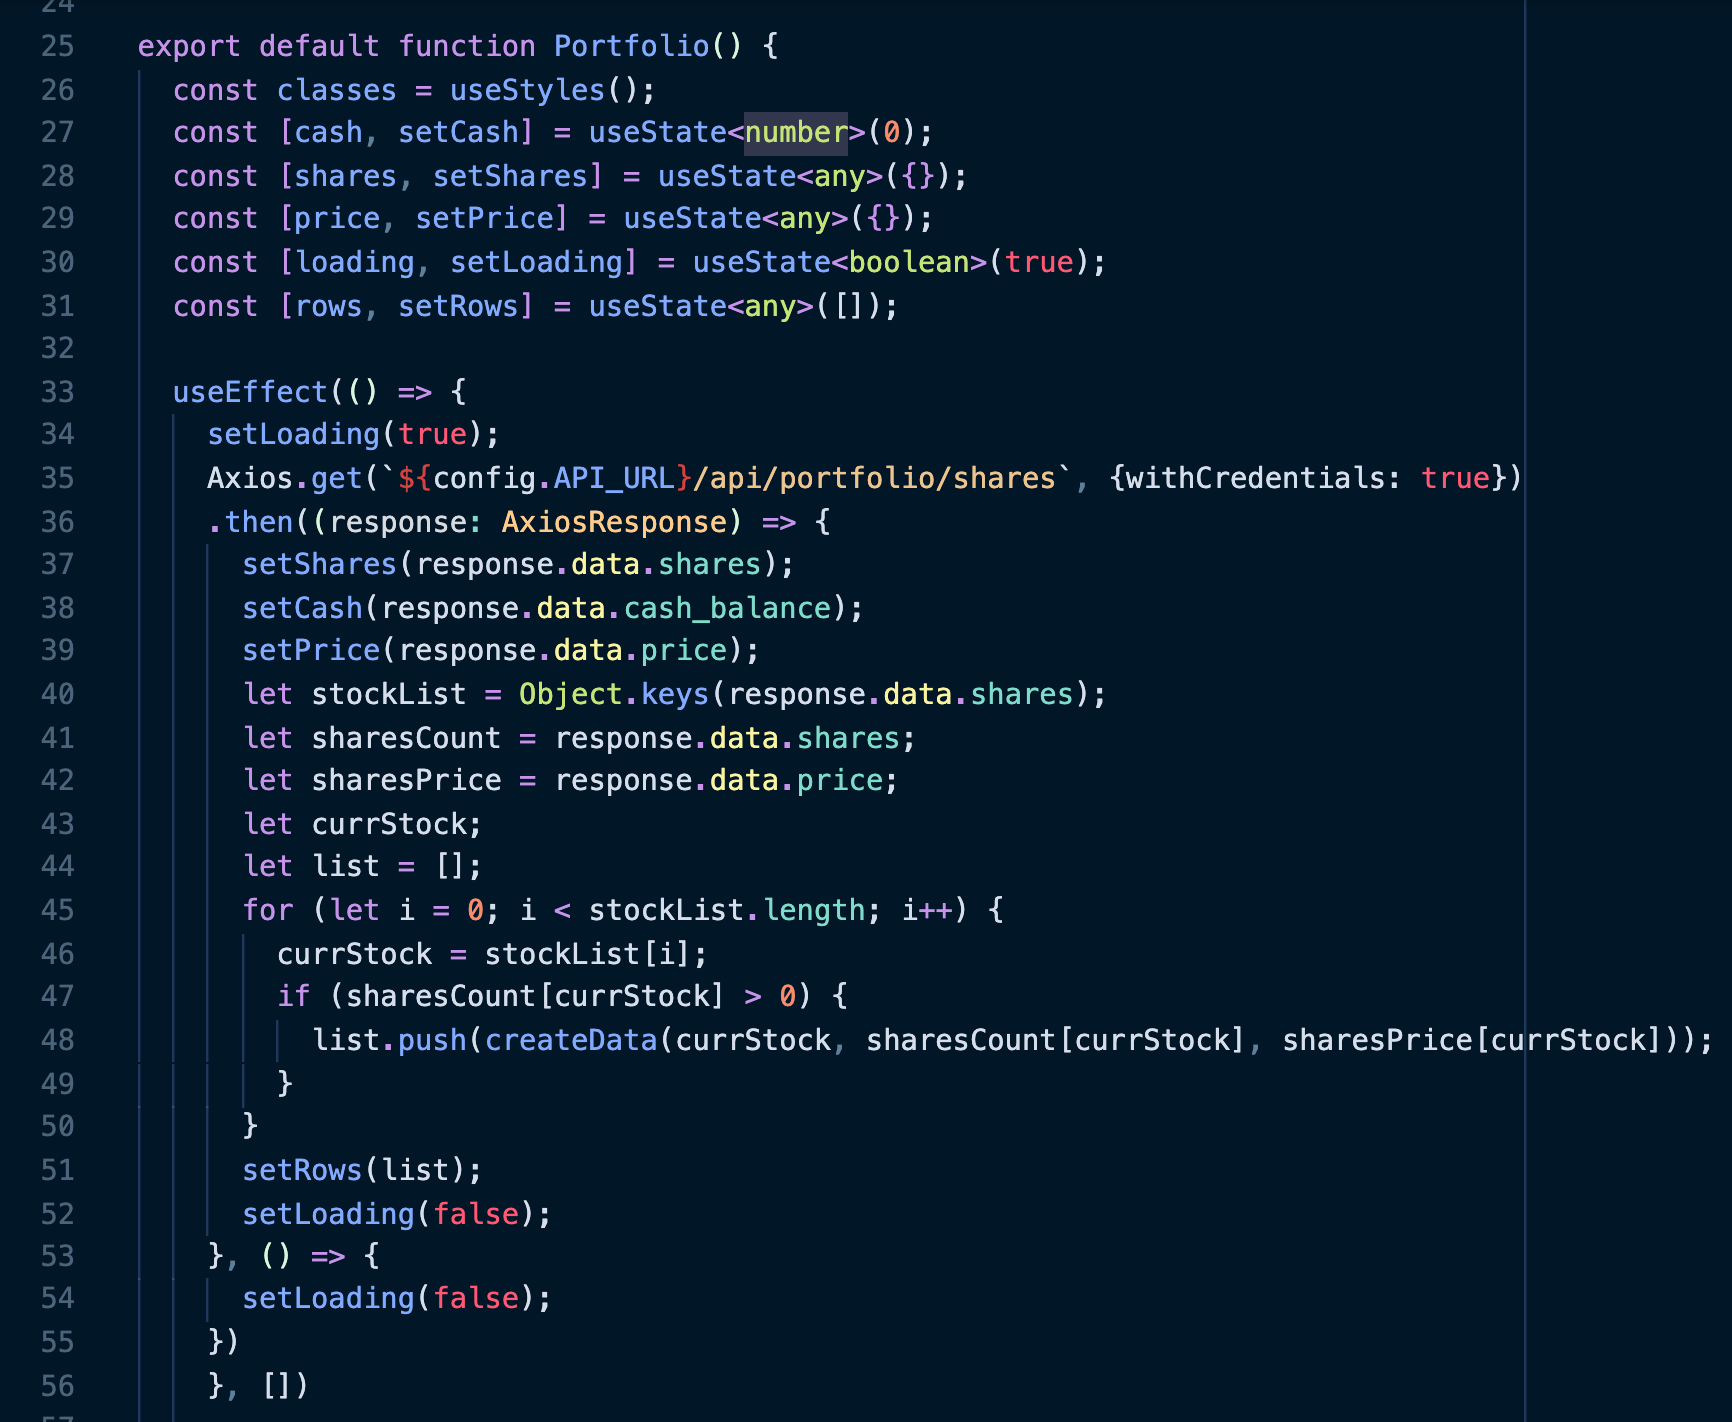 24
25 export default function Portfolio() {
26 const classes = useStyles();
27 const [cash, setCash] = useState<number>(0);
28 const [shares, setShares] = useState<any>({});
29 const [price, setPrice] = useState<any>({});
30 const [loading, setLoading] = useState<boolean>(true);
31 const [rows, setRows] = useState<any>([]);
32
33 useEffect(() => {
34 setLoading(true);
35 Axios.get(`${config.API_URL}/api/portfolio/shares`, {withCredentials: true})
36 .then((response: AxiosResponse) => {
37 setShares(response.data.shares);
38 setCash(response.data.cash_balance);
39 setPrice(response.data.price);
40 let stockList = Object.keys(response.data.shares);
41 let sharesCount = response.data.shares;
42 let sharesPrice = response.data.price;
43 let currStock;
44 let list = [];
45 for (let i = 0; i < stockList.length; i++) {
46 currStock = stockList[i];
47 if (sharesCount[currStock] > 0) {
48 list.push(createData(currStock, sharesCount[currStock], sharesPrice[currStock]));
49 }
50 }
51 setRows(list);
52 setLoading(false);
53 }, () => {
54 setLoading(false);
55 })
56 }, [])
57